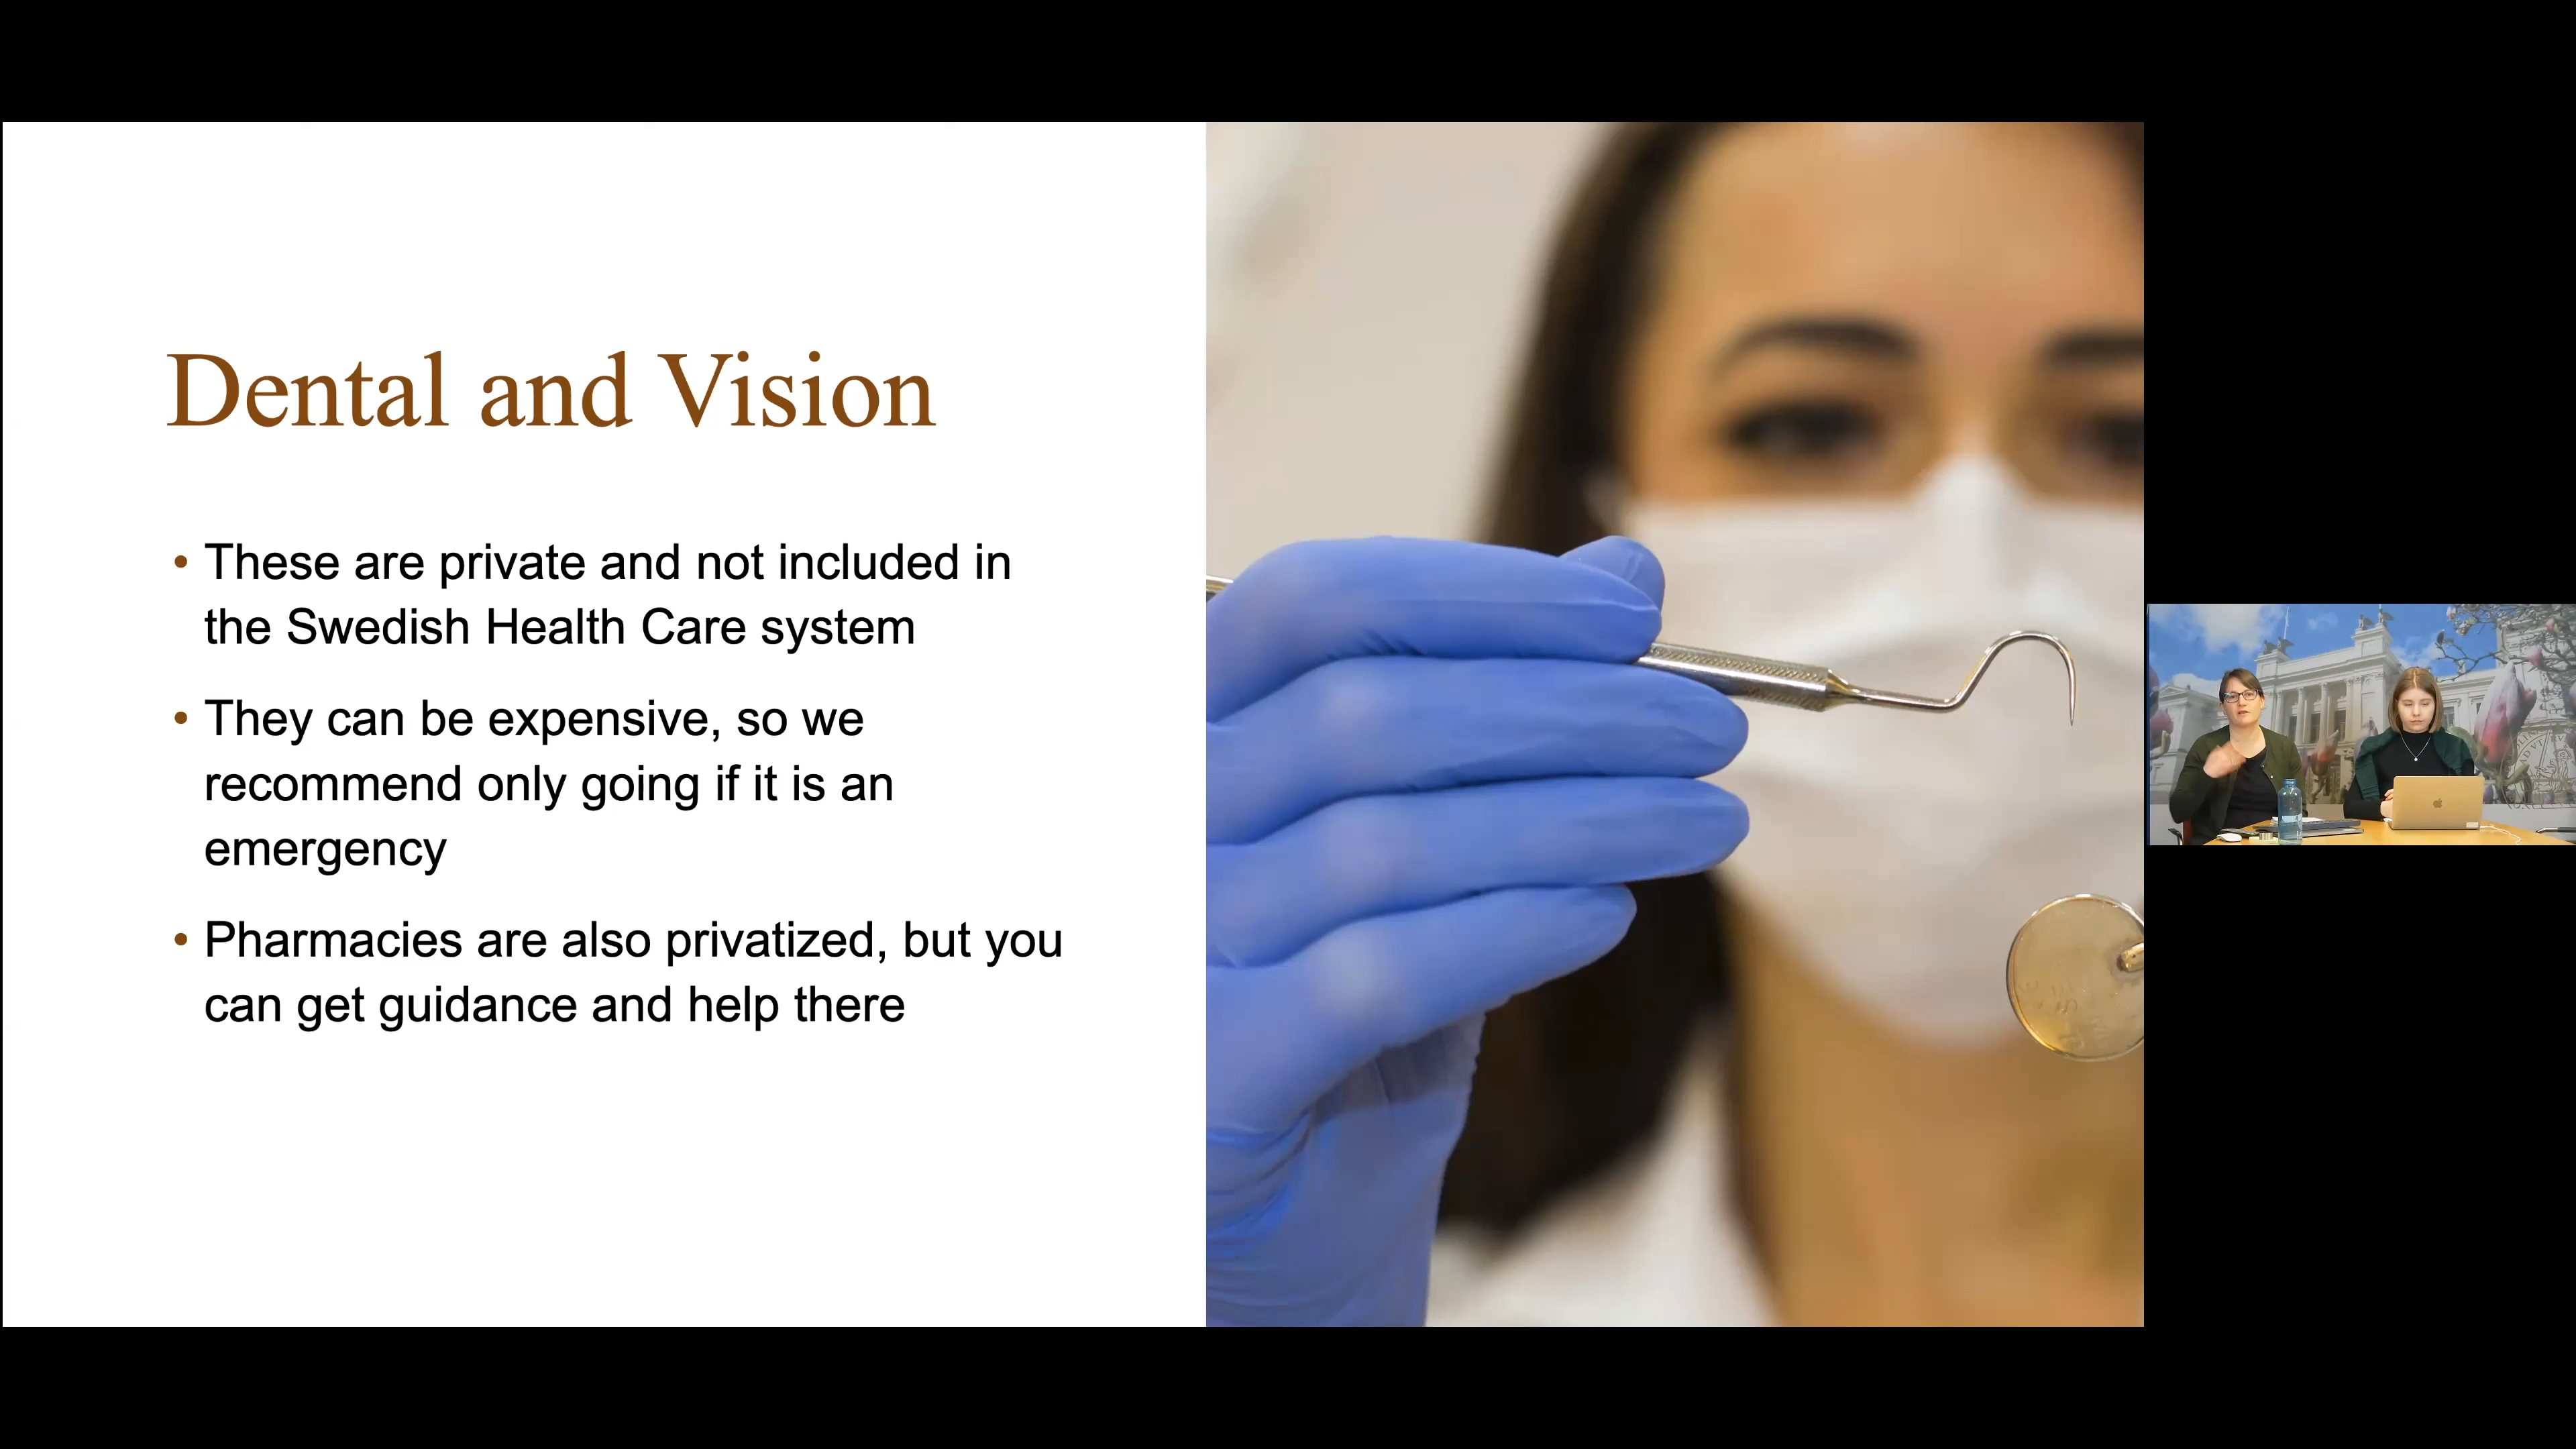 Dental and Vision
• These are private and not included in
the Swedish Health Care system
• They can be expensive, so we
recommend only going if it is an
emergency
• Pharmacies are also privatized, but you
can get guidance and help there